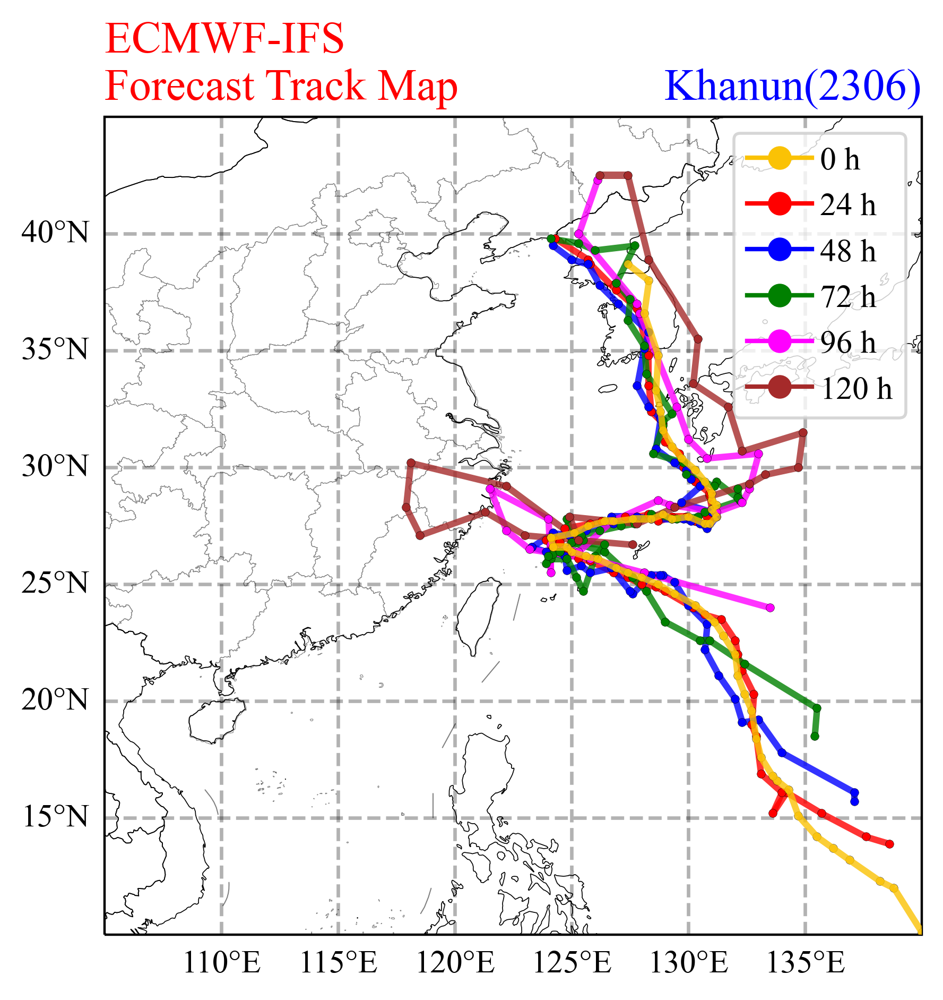 ECMWF-IFS
Forecast Track Map
Khanun(2306)
0 h
24 h
48 h
72 h
96 h
120 h
40°N
35°N
30°N
25°N
20°N
15°N
110°E
115°E
120°E
125°E
130°E
135°E